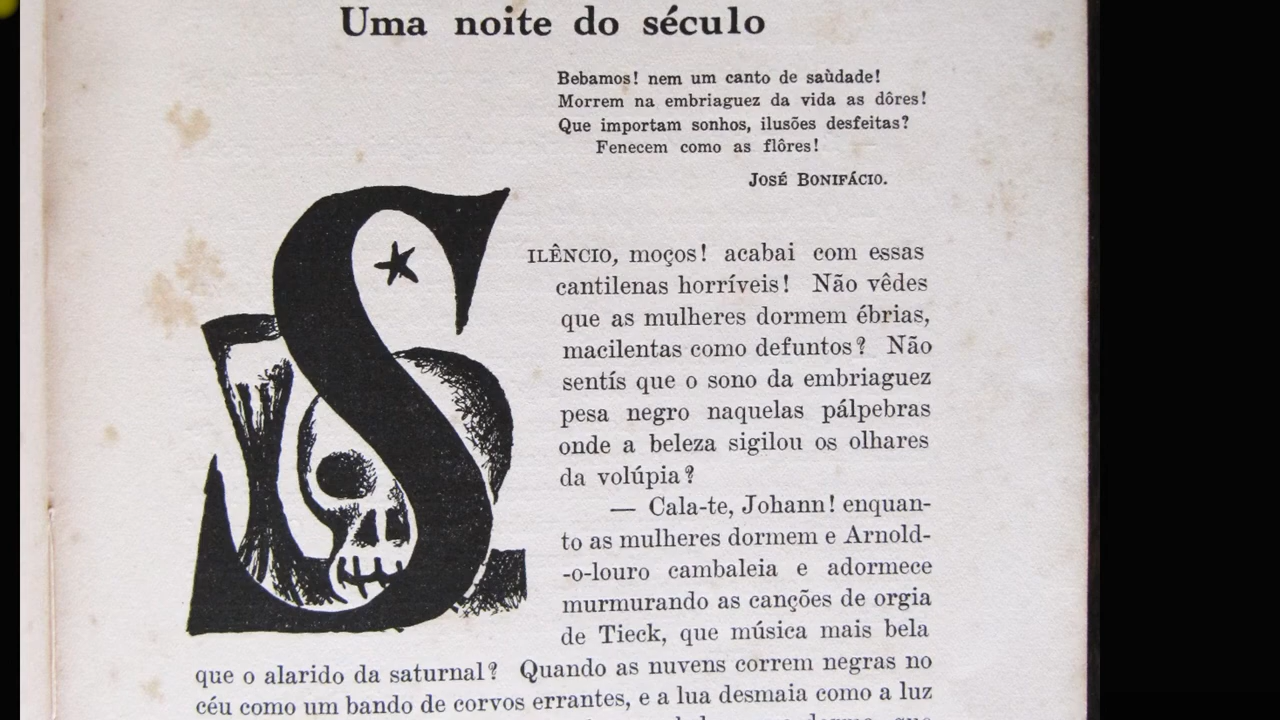 Uma noite do século
Bebamos! nem um canto de saùdade!
Morrem na embriaguez da vida as dôres!
Que importam sonhos, ilusões desfeitas?
Fenecem como as flôres!
JOSÉ BONIFÁCIO.
SILÊNCIO, moços! acabai com essas
cantilenas horríveis! Não vêdes
que as mulheres dormem ébrias,
macilentas como defuntos? Não
sentís que o sono da embriaguez
pesa negro naquelas pálpebras
onde a beleza sigilou os olhares
da volúpia?
— Cala-te, Johann! enquan-
to as mulheres dormem e Arnold-
-o-louro cambaleia e adormece
murmurando as canções de orgia
de Tieck, que música mais bela
que o alarido da saturnal? Quando as nuvens correm negras no
céu como um bando de corvos errantes, e a lua desmaia como a luz